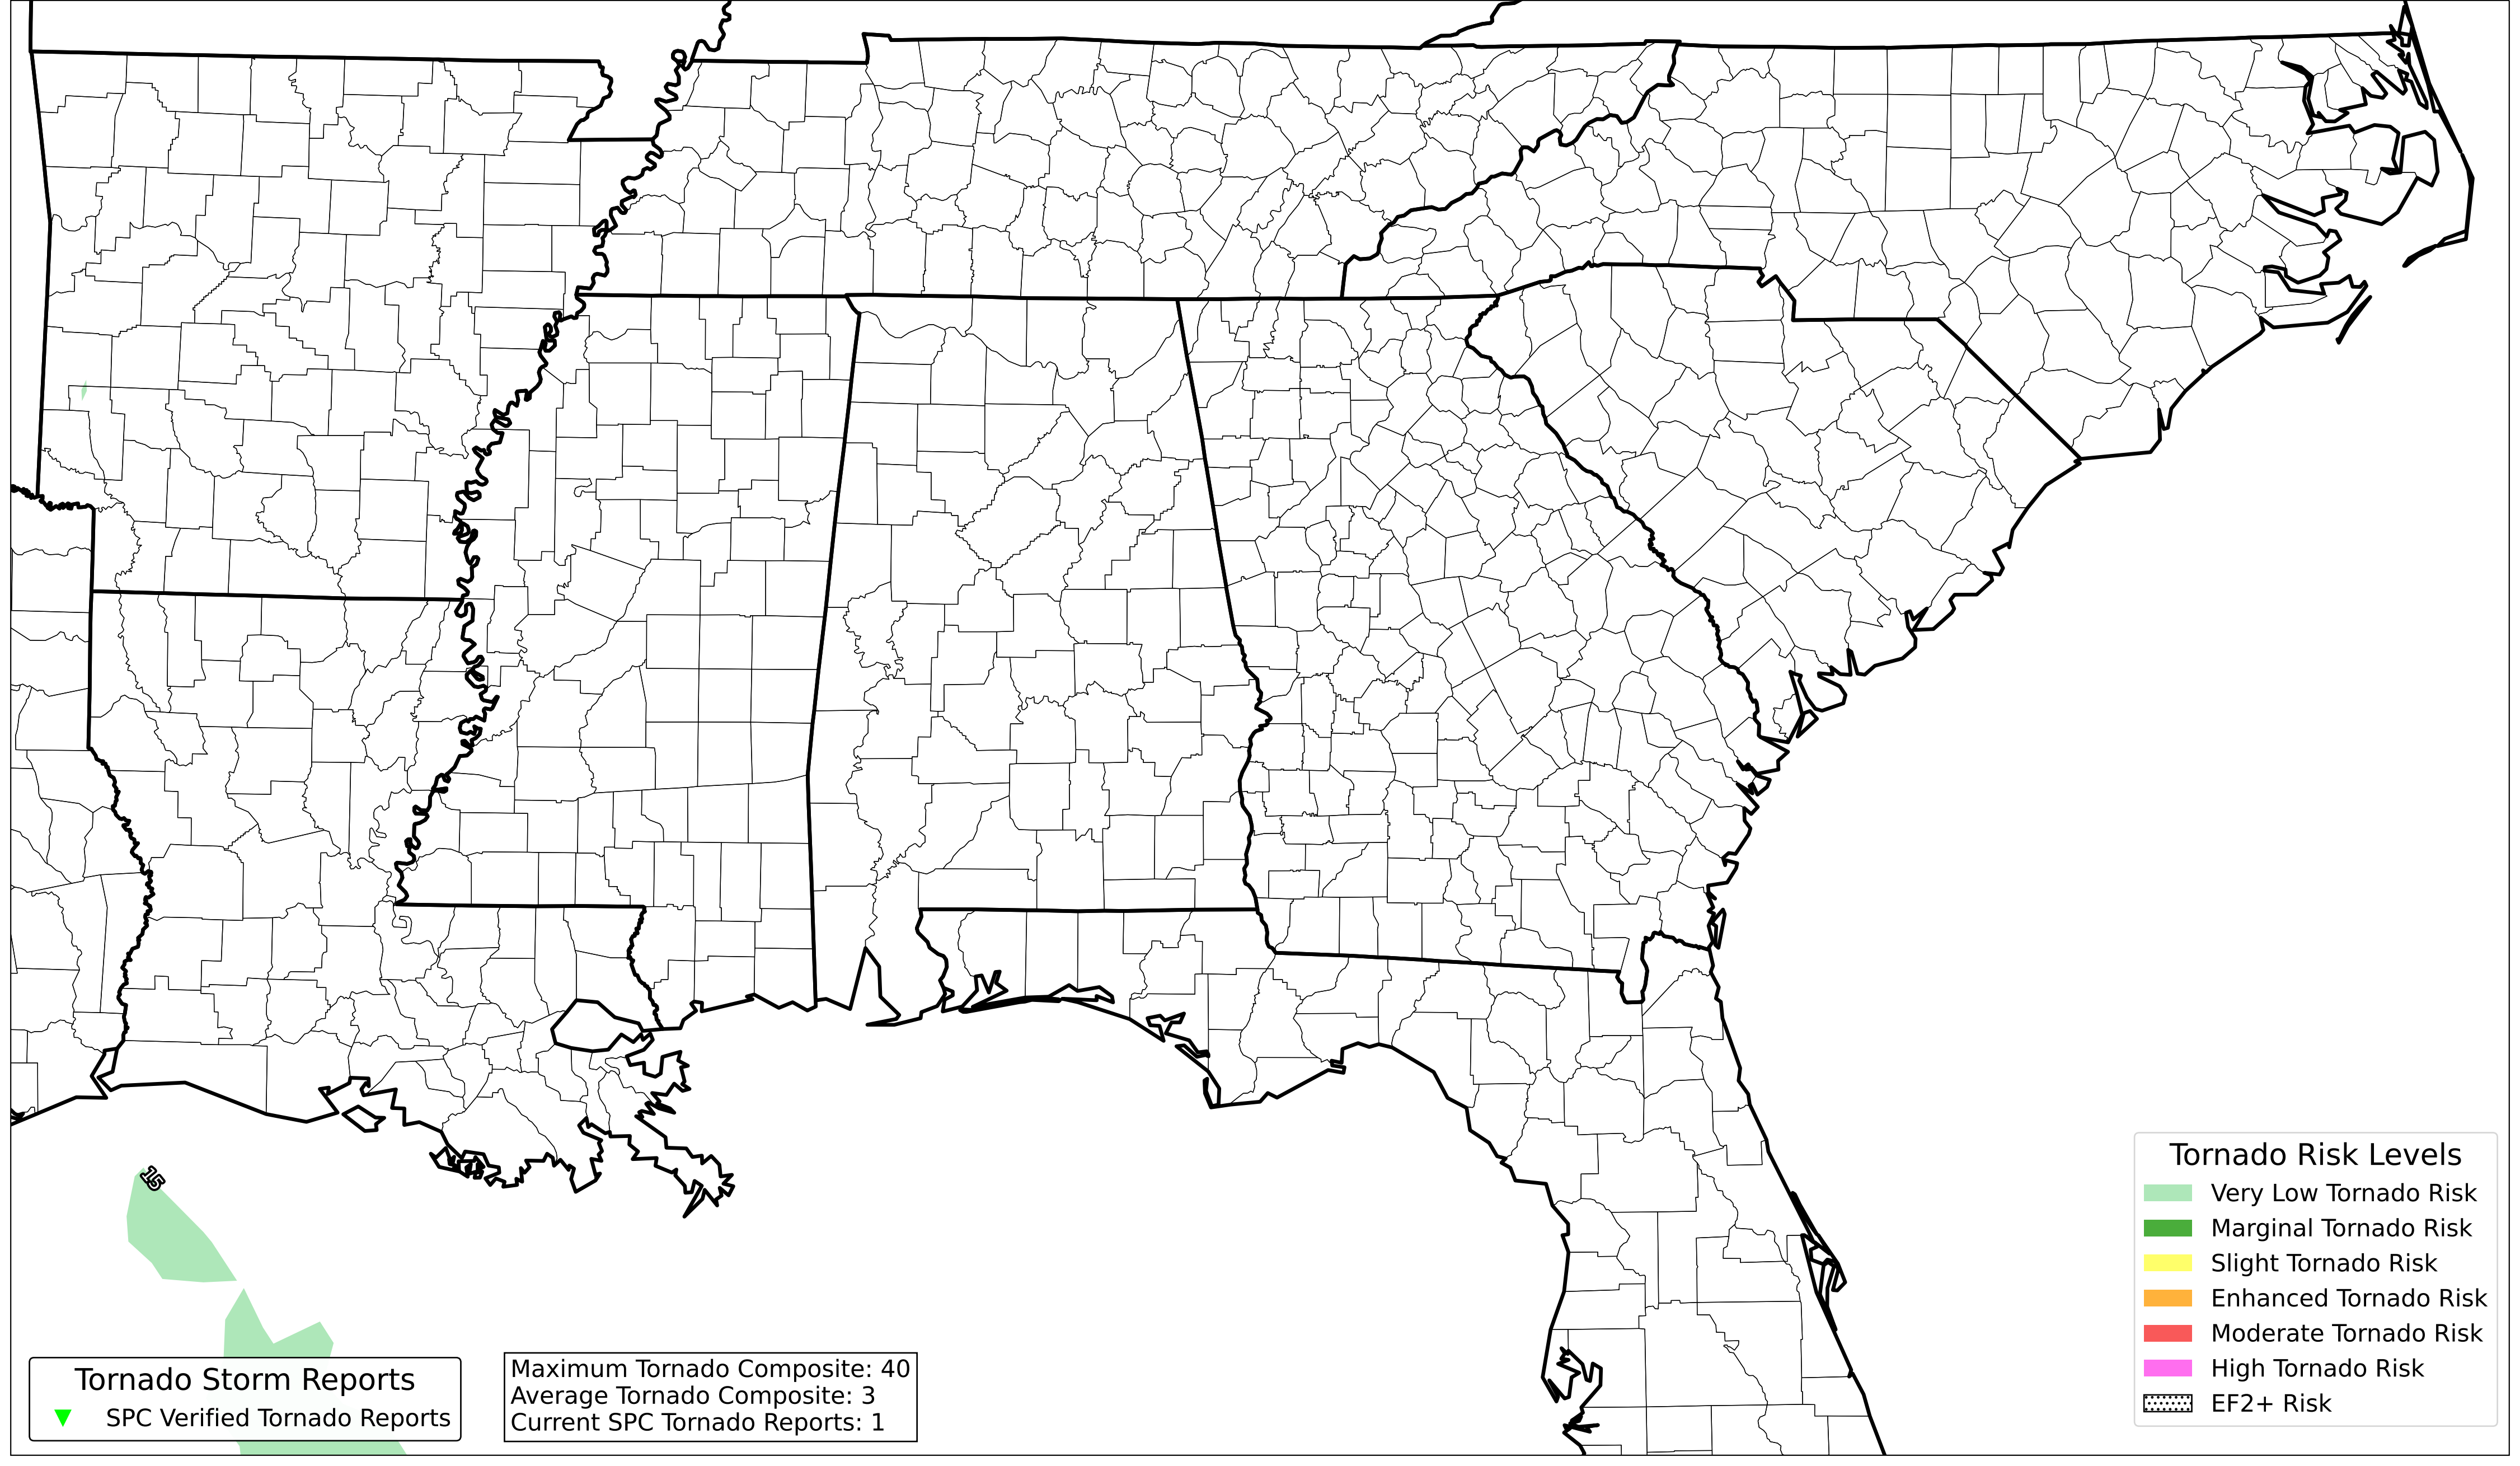 15
Tornado Storm Reports
SPC Verified Tornado Reports
Maximum Tornado Composite: 40
Average Tornado Composite: 3
Current SPC Tornado Reports: 1
Tornado Risk Levels
Very Low Tornado Risk
Marginal Tornado Risk
Slight Tornado Risk
Enhanced Tornado Risk
Moderate Tornado Risk
High Tornado Risk
EF2+ Risk